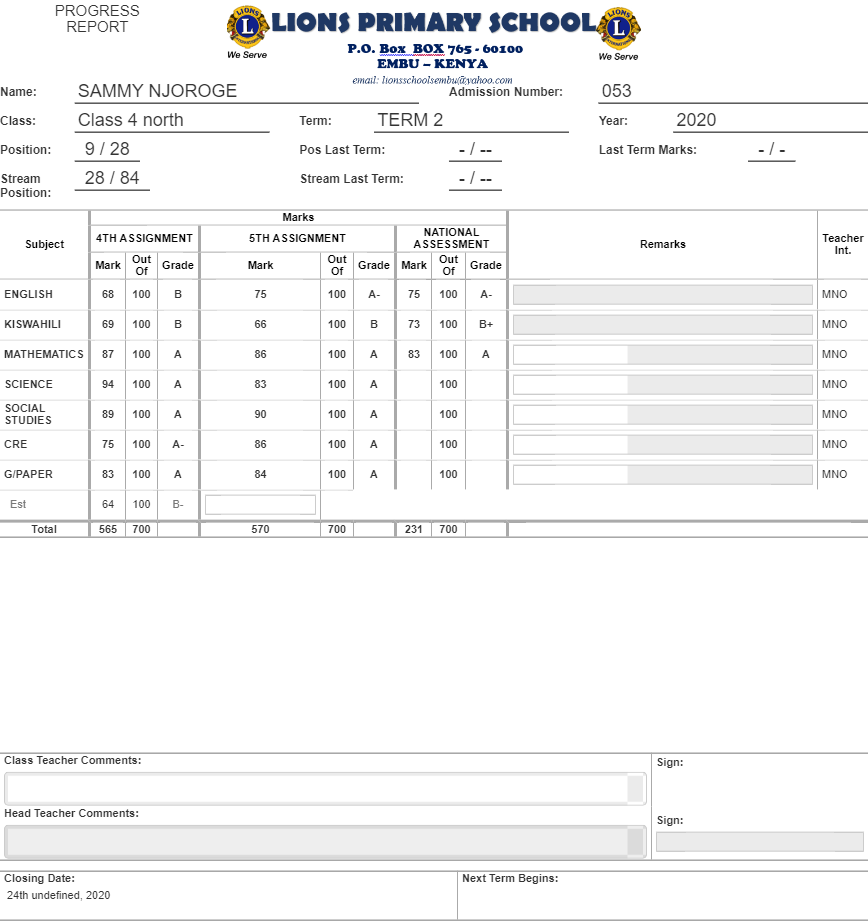 PROGRESS
REPORT
LIONS PRIMARY SCHOOL
P.O. Box BOX 765 - 60100
EMBU – KENYA
email: lionsschoolsembu@yahoo.com
LIONS
L
INTERNATIONAL
We Serve
LIONS
L
INTERNATIONAL
We Serve
Name: SAMMY NJOROGE Admission Number: 053
Class: Class 4 north Term: TERM 2 Year: 2020
Position: 9 / 28 Pos Last Term: - / -- Last Term Marks: - / -
Stream Position: 28 / 84 Stream Last Term: - / --
Subject Marks Remarks Teacher Int.
4TH ASSIGNMENT 5TH ASSIGNMENT NATIONAL ASSESSMENT
Mark Out Of Grade Mark Out Of Grade Mark Out Of Grade
ENGLISH 68 100 B 75 100 A- 75 100 A- MNO
KISWAHILI 69 100 B 66 100 B 73 100 B+ MNO
MATHEMATICS 87 100 A 86 100 A 83 100 A MNO
SCIENCE 94 100 A 83 100 A 100 MNO
SOCIAL STUDIES 89 100 A 90 100 A 100 MNO
CRE 75 100 A- 86 100 A 100 MNO
G/PAPER 83 100 A 84 100 A 100 MNO
Est 64 100 B-
Total 565 700 570 700 231 700
Class Teacher Comments: Sign:
Head Teacher Comments: Sign:
Closing Date: Next Term Begins:
24th undefined, 2020